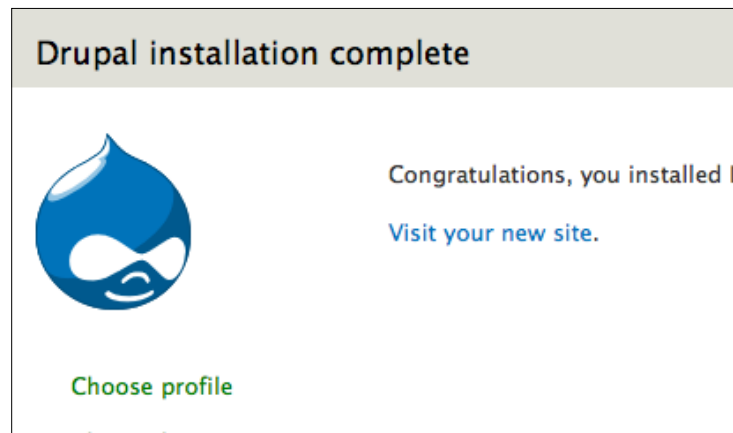 Drupal installation complete
Congratulations, you installed
Visit your new site.
Choose profile